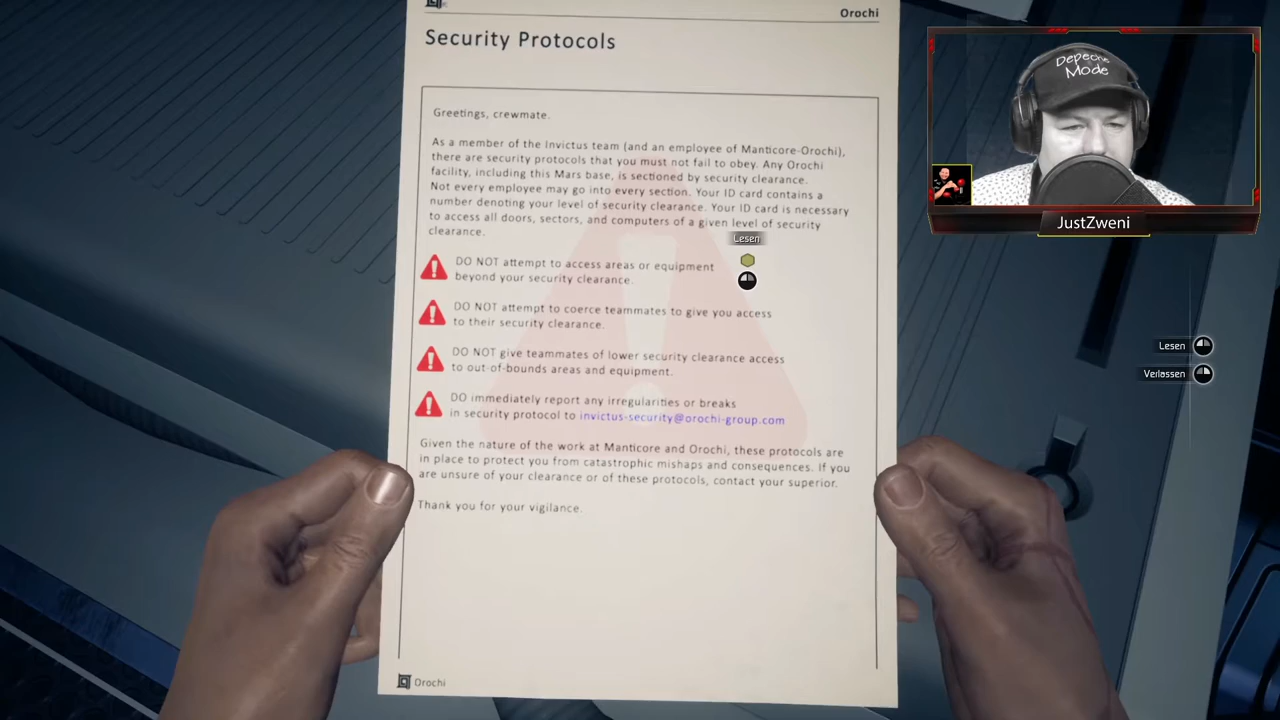 Orochi
Security Protocols
Greetings, crewmate.
As a member of the Invictus team (and an employee of Manticore-Orochi),
there are security protocols that you must not fail to obey. Any Orochi
facility, including this Mars base, is sectioned by security clearance.
Not every employee may go into every section. Your ID card contains a
number denoting your level of security clearance. Your ID card is necessary
to access all doors, sectors, and computers of a given level of security
clearance.
Lesen
DO NOT attempt to access areas or equipment
beyond your security clearance.
DO NOT attempt to coerce teammates to give you access
to their security clearance.
DO NOT give teammates of lower security clearance access
to out-of-bounds areas and equipment.
DO immediately report any irregularities or breaks
in security protocol to invictus-security@orochi-group.com
Given the nature of the work at Manticore and Orochi, these protocols are
in place to protect you from catastrophic mishaps and consequences. If you
are unsure of your clearance or of these protocols, contact your superior.
Thank you for your vigilance.
Orochi
Depeche
Mode
JustZweni
Lesen
Verlassen